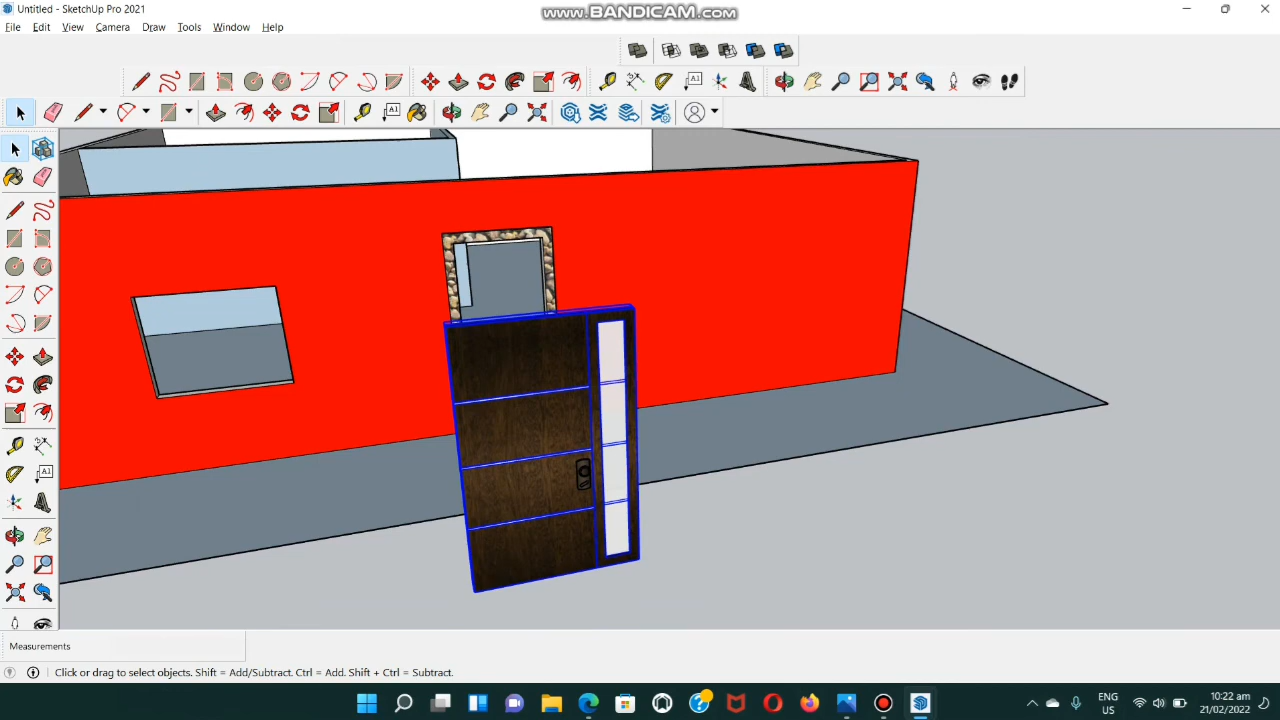 Untitled - SketchUp Pro 2021
www.BANDICAM.com
File Edit View Camera Draw Tools Window Help
Measurements
Click or drag to select objects. Shift = Add/Subtract. Ctrl = Add. Shift + Ctrl = Subtract.
ENG
US
10:22 am
21/02/2022